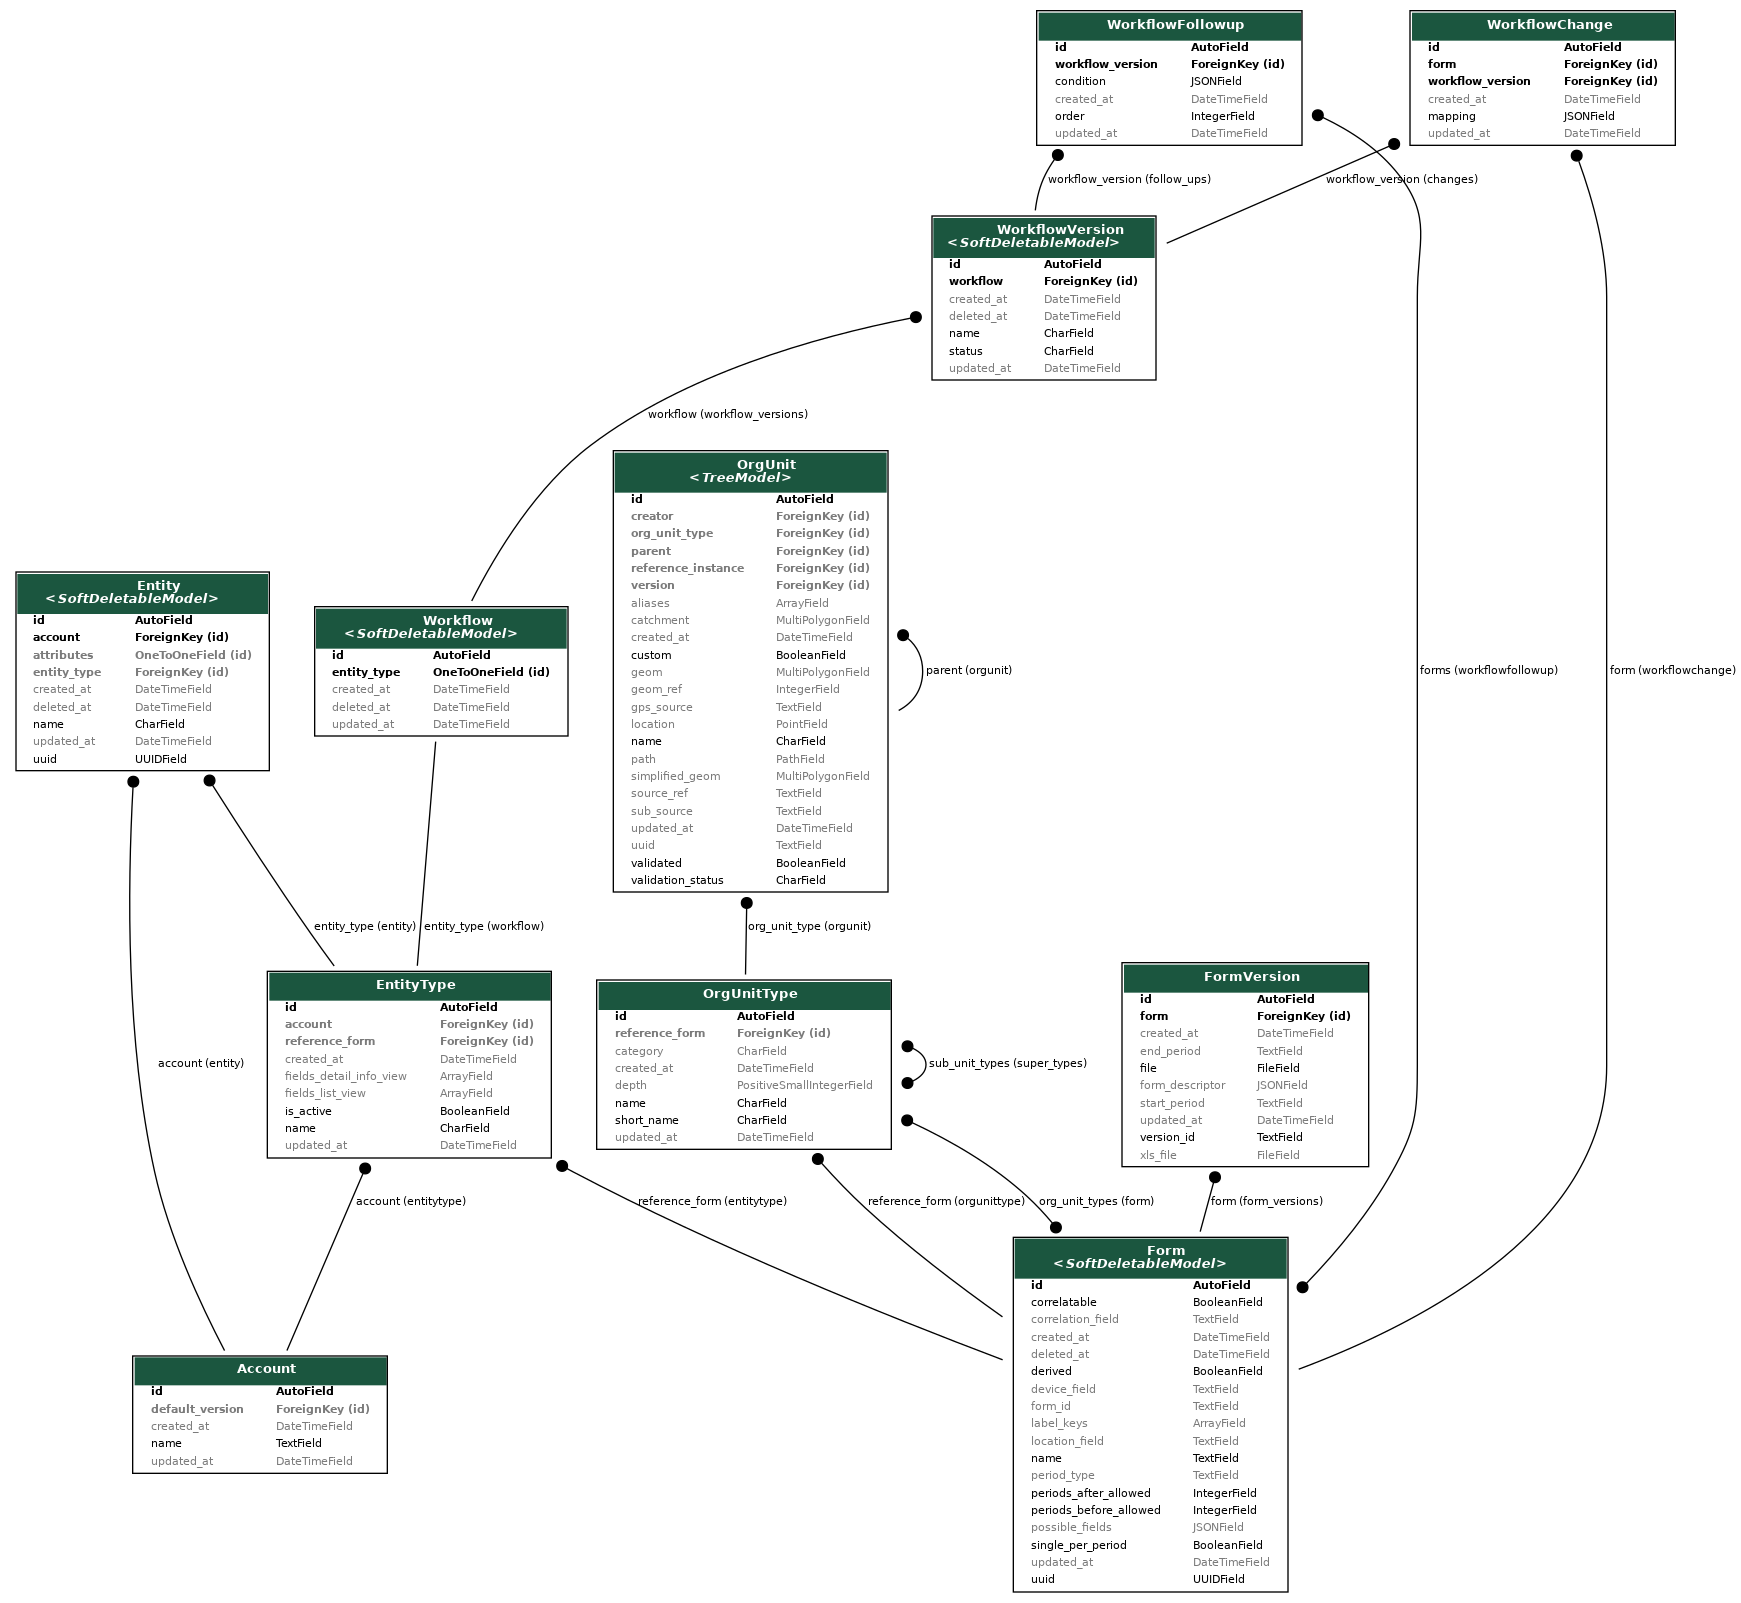 WorkflowFollowup
id AutoField
workflow_version ForeignKey (id)
condition JSONField
created_at DateTimeField
order IntegerField
updated_at DateTimeField
WorkflowChange
id AutoField
form ForeignKey (id)
workflow_version ForeignKey (id)
created_at DateTimeField
mapping JSONField
updated_at DateTimeField
workflow_version (follow_ups)
workflow_version (changes)
WorkflowVersion
<SoftDeletableModel>
id AutoField
workflow ForeignKey (id)
created_at DateTimeField
deleted_at DateTimeField
name CharField
status CharField
updated_at DateTimeField
workflow (workflow_versions)
OrgUnit
<TreeModel>
id AutoField
creator ForeignKey (id)
org_unit_type ForeignKey (id)
parent ForeignKey (id)
reference_instance ForeignKey (id)
version ForeignKey (id)
aliases ArrayField
catchment MultiPolygonField
created_at DateTimeField
custom BooleanField
geom MultiPolygonField
geom_ref IntegerField
gps_source TextField
location PointField
name CharField
path PathField
simplified_geom MultiPolygonField
source_ref TextField
sub_source TextField
updated_at DateTimeField
uuid TextField
validated BooleanField
validation_status CharField
parent (orgunit)
forms (workflowfollowup)
form (workflowchange)
Entity
<SoftDeletableModel>
id AutoField
account ForeignKey (id)
attributes OneToOneField (id)
entity_type ForeignKey (id)
created_at DateTimeField
deleted_at DateTimeField
name CharField
updated_at DateTimeField
uuid UUIDField
Workflow
<SoftDeletableModel>
id AutoField
entity_type OneToOneField (id)
created_at DateTimeField
deleted_at DateTimeField
updated_at DateTimeField
entity_type (entity)
entity_type (workflow)
org_unit_type (orgunit)
EntityType
id AutoField
account ForeignKey (id)
reference_form ForeignKey (id)
created_at DateTimeField
fields_detail_info_view ArrayField
fields_list_view ArrayField
is_active BooleanField
name CharField
updated_at DateTimeField
OrgUnitType
id AutoField
reference_form ForeignKey (id)
category CharField
created_at DateTimeField
depth PositiveSmallIntegerField
name CharField
short_name CharField
updated_at DateTimeField
sub_unit_types (super_types)
FormVersion
id AutoField
form ForeignKey (id)
created_at DateTimeField
end_period TextField
file FileField
form_descriptor JSONField
start_period TextField
updated_at DateTimeField
version_id TextField
xls_file FileField
account (entity)
account (entitytype)
reference_form (entitytype)
reference_form (orgunittype)
org_unit_types (form)
form (form_versions)
Account
id AutoField
default_version ForeignKey (id)
created_at DateTimeField
name TextField
updated_at DateTimeField
Form
<SoftDeletableModel>
id AutoField
correlatable BooleanField
correlation_field TextField
created_at DateTimeField
deleted_at DateTimeField
derived BooleanField
device_field TextField
form_id TextField
label_keys ArrayField
location_field TextField
name TextField
period_type TextField
periods_after_allowed IntegerField
periods_before_allowed IntegerField
possible_fields JSONField
single_per_period BooleanField
updated_at DateTimeField
uuid UUIDField